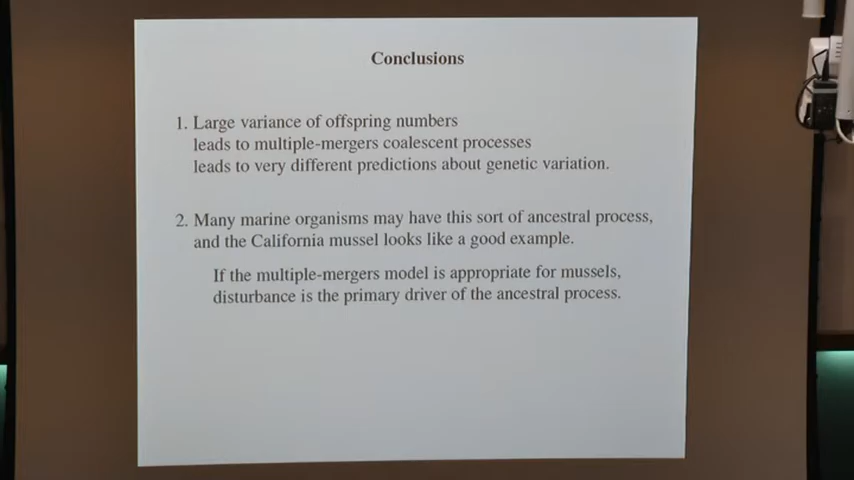 Conclusions
1. Large variance of offspring numbers
leads to multiple-mergers coalescent processes
leads to very different predictions about genetic variation.
2. Many marine organisms may have this sort of ancestral process,
and the California mussel looks like a good example.
If the multiple-mergers model is appropriate for mussels,
disturbance is the primary driver of the ancestral process.